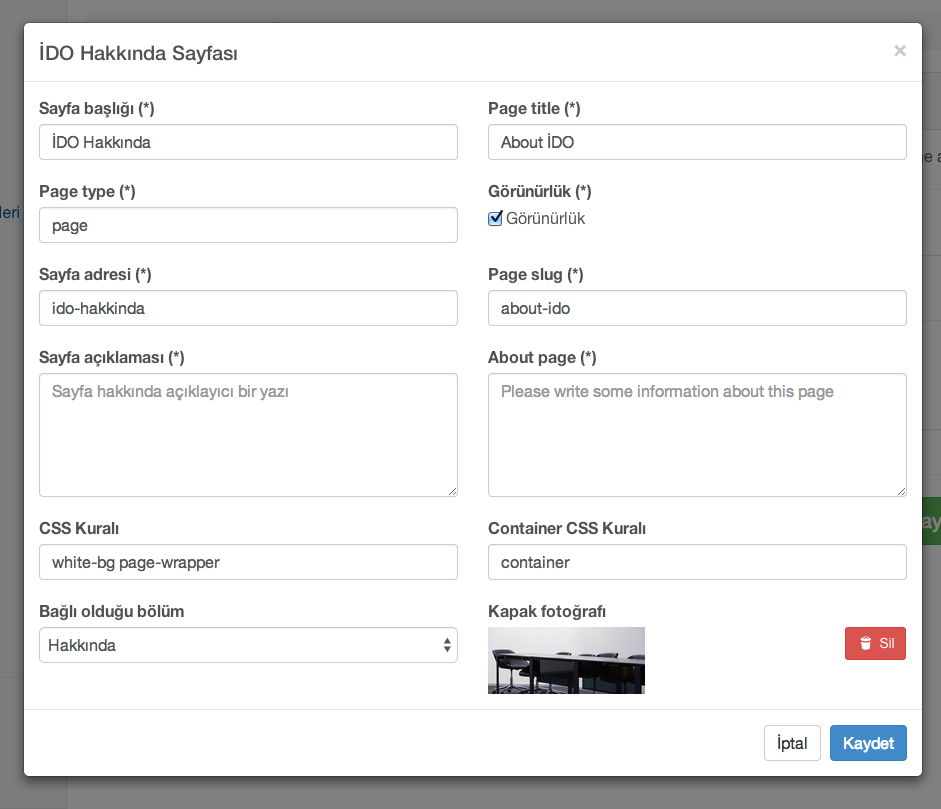 İDO Hakkında Sayfası ×
Sayfa başlığı (*) Page title (*)
İDO Hakkında About İDO
Page type (*) Görünürlük (*)
page Görünürlük
Sayfa adresi (*) Page slug (*)
ido-hakkinda about-ido
Sayfa açıklaması (*) About page (*)
Sayfa hakkında açıklayıcı bir yazı Please write some information about this page
CSS Kuralı Container CSS Kuralı
white-bg page-wrapper container
Bağlı olduğu bölüm Kapak fotoğrafı
Hakkında Sil
İptal Kaydet